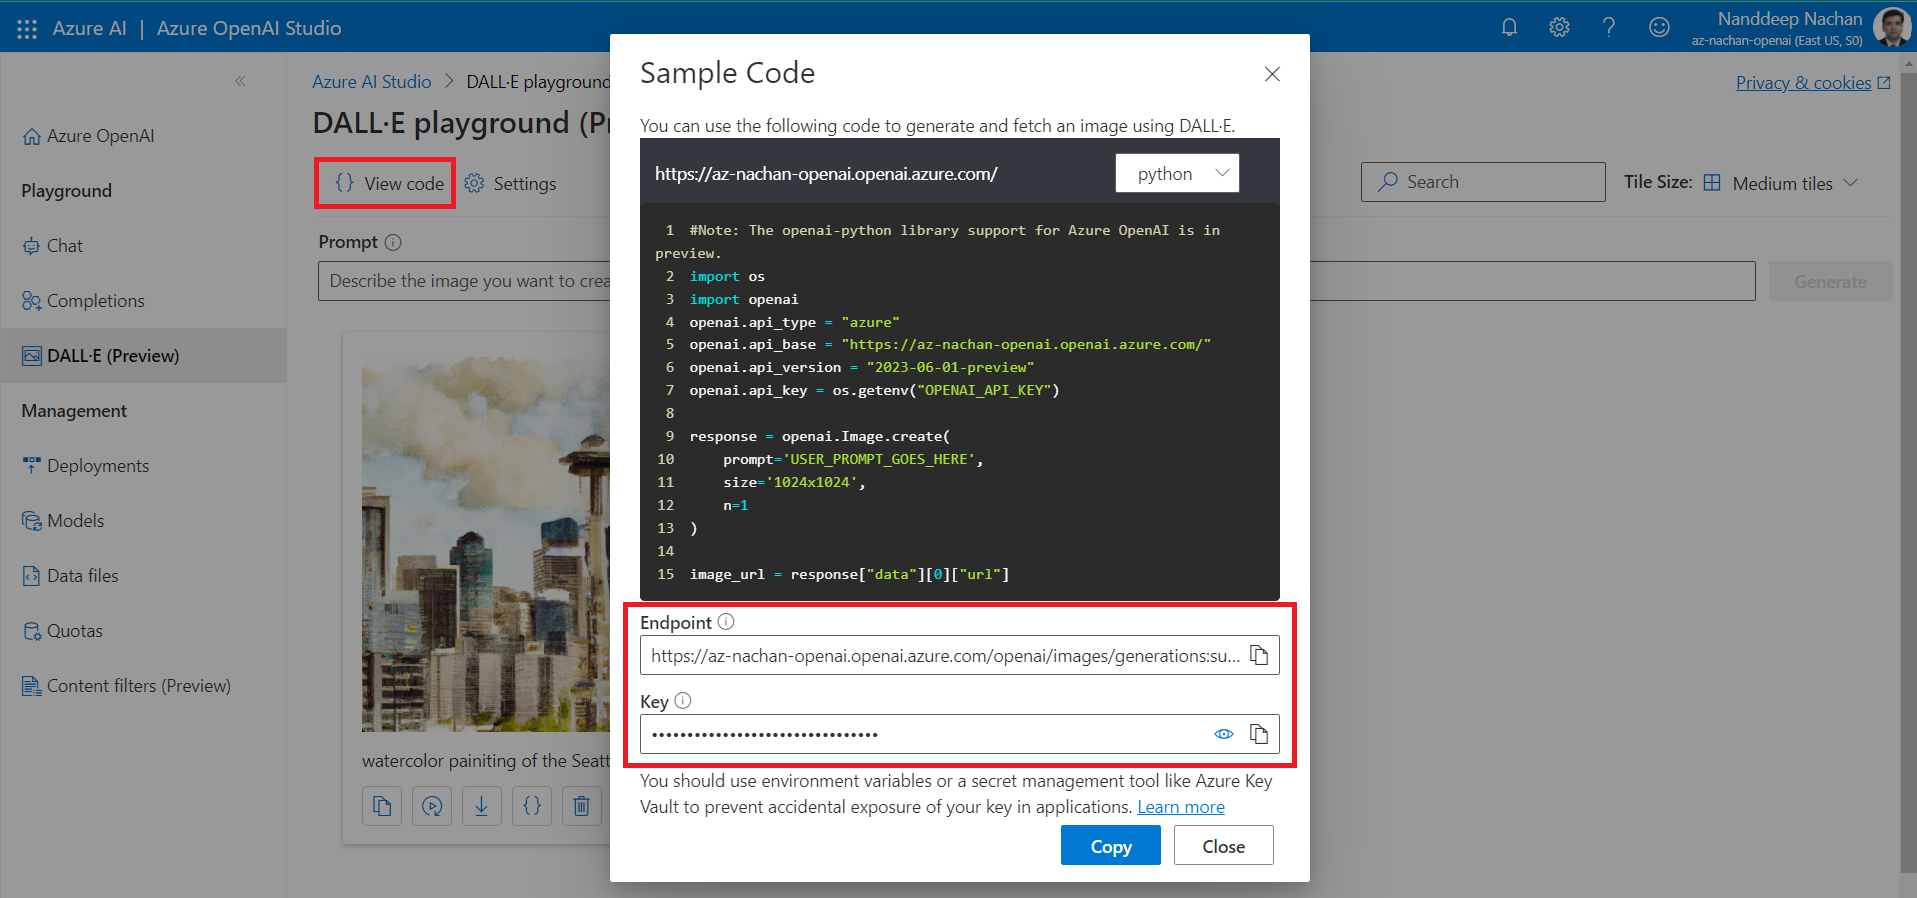 Azure AI | Azure OpenAI Studio
Nanddeep Nachan
az-nachan-openai (East US, S0)
Azure OpenAI
Playground
Chat
Completions
DALL·E (Preview)
Management
Deployments
Models
Data files
Quotas
Content filters (Preview)
Azure AI Studio > DALL·E playground
Privacy & cookies
DALL·E playground (Pr
{} View code
Settings
Search
Tile Size:
Medium tiles
Prompt
Describe the image you want to crea
Generate
watercolor painiting of the Seatt
Sample Code
You can use the following code to generate and fetch an image using DALL·E.
https://az-nachan-openai.openai.azure.com/
python
1 #Note: The openai-python library support for Azure OpenAI is in
preview.
2 import os
3 import openai
4 openai.api_type = "azure"
5 openai.api_base = "https://az-nachan-openai.openai.azure.com/"
6 openai.api_version = "2023-06-01-preview"
7 openai.api_key = os.getenv("OPENAI_API_KEY")
8
9 response = openai.Image.create(
10 prompt='USER_PROMPT_GOES_HERE',
11 size='1024x1024',
12 n=1
13 )
14
15 image_url = response["data"][0]["url"]
Endpoint
https://az-nachan-openai.openai.azure.com/openai/images/generations:su...
Key
••••••••••••••••••••••••••••••••
You should use environment variables or a secret management tool like Azure Key
Vault to prevent accidental exposure of your key in applications. Learn more
Copy
Close